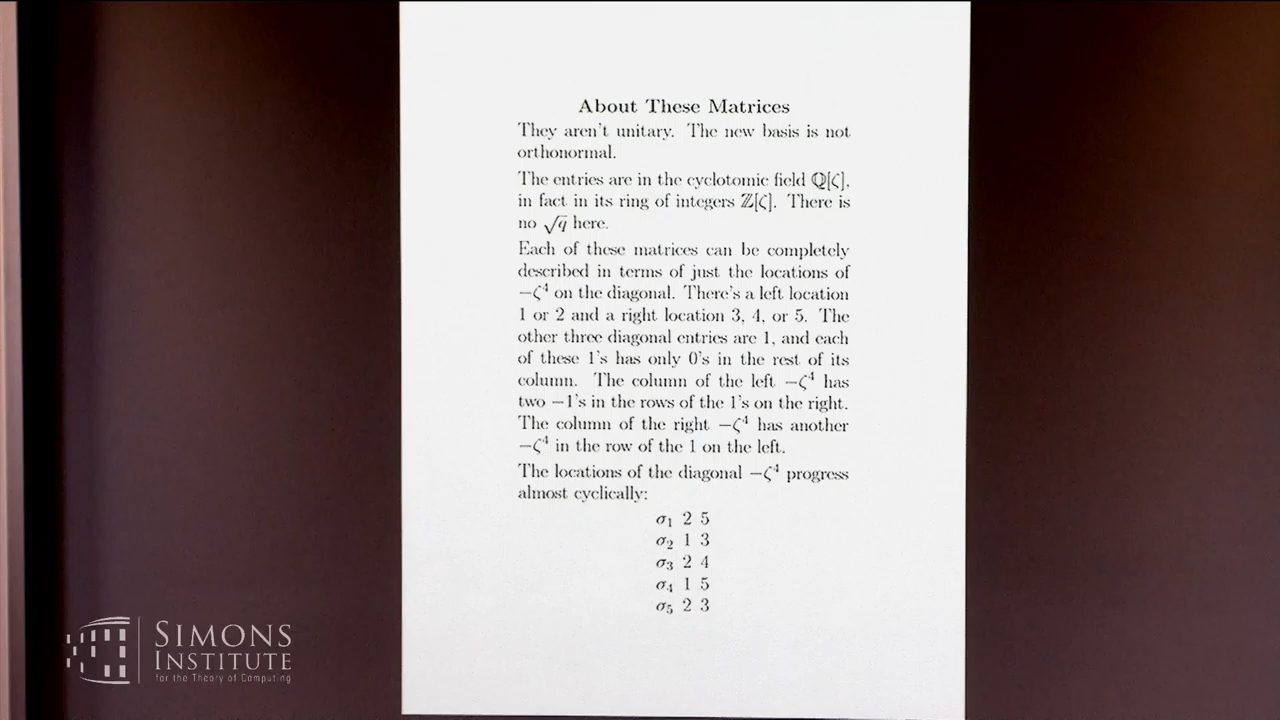 About These Matrices
They aren't unitary. The new basis is not
orthonormal.
The entries are in the cyclotomic field ℚ[ζ],
in fact in its ring of integers ℤ[ζ]. There is
no √q here.
Each of these matrices can be completely
described in terms of just the locations of
−ζ⁴ on the diagonal. There's a left location
1 or 2 and a right location 3, 4, or 5. The
other three diagonal entries are 1, and each
of these 1's has only 0's in the rest of its
column. The column of the left −ζ⁴ has
two −1's in the rows of the 1's on the right.
The column of the right −ζ⁴ has another
−ζ⁴ in the row of the 1 on the left.
The locations of the diagonal −ζ⁴ progress
almost cyclically:
σ₁ 2 5
σ₂ 1 3
σ₃ 2 4
σ₄ 1 5
σ₅ 2 3
SIMONS
INSTITUTE
for the Theory of Computing